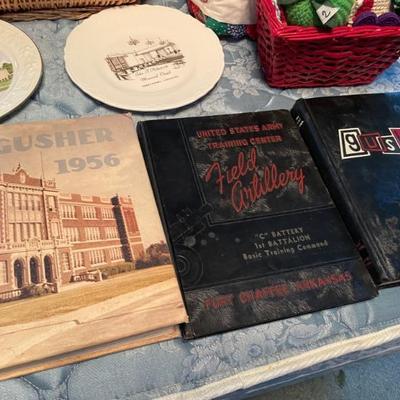 GUSHER
1956
UNITED STATES ARMY
TRAINING CENTER
Field
Artillery
"C" BATTERY
1st BATTALION
Basic Training Command
FORT CHAFFEE, ARKANSAS
gus
2